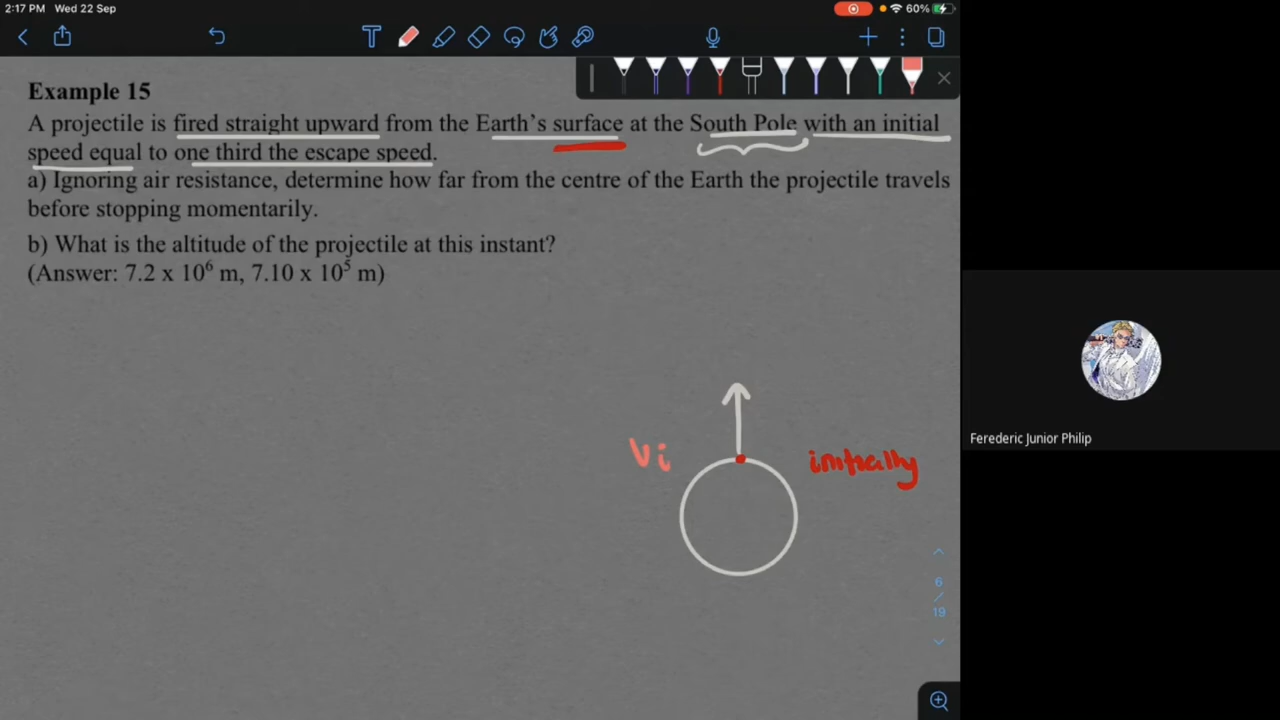 2:17 PM Wed 22 Sep
60%
Example 15
A projectile is fired straight upward from the Earth's surface at the South Pole with an initial
speed equal to one third the escape speed.
a) Ignoring air resistance, determine how far from the centre of the Earth the projectile travels
before stopping momentarily.
b) What is the altitude of the projectile at this instant?
(Answer: 7.2 x 10⁶ m, 7.10 x 10⁵ m)
Vi
initially
6
/
19
Ferederic Junior Philip